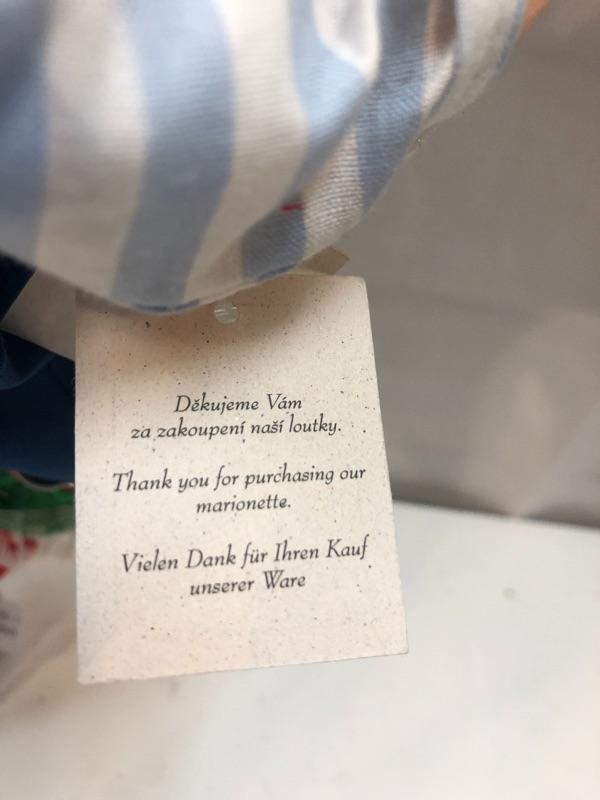 Děkujeme Vám
za zakoupení naší loutky.
Thank you for purchasing our
marionette.
Vielen Dank für Ihren Kauf
unserer Ware